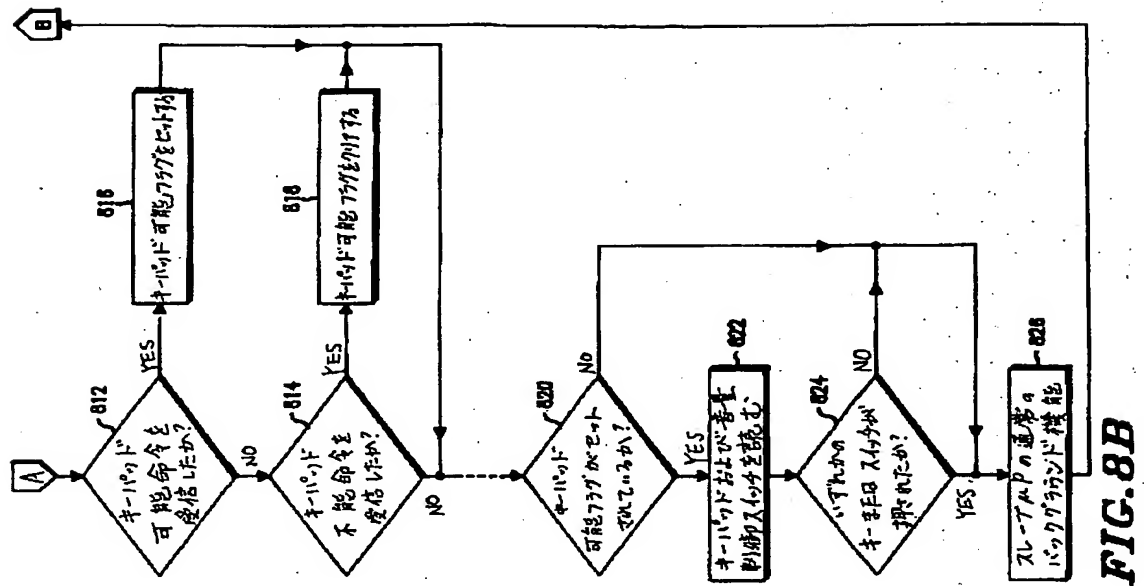 A
B
キーパッド
可能命令を
受信したか?
812
YES
NO
816
キーパッド可能フラグをセットする
キーパッド
不能命令を
受信したか?
814
YES
NO
818
キーパッド可能フラグをクリアする
キーパッド
可能フラグがセット
されているか?
820
NO
YES
キーパッドおよび音量
制御スイッチを読む
822
いずれかの
キーまたはスイッチが
押されたか?
824
NO
YES
スレーブμPの通常の
バックグラウンド機能
826
FIG.8B